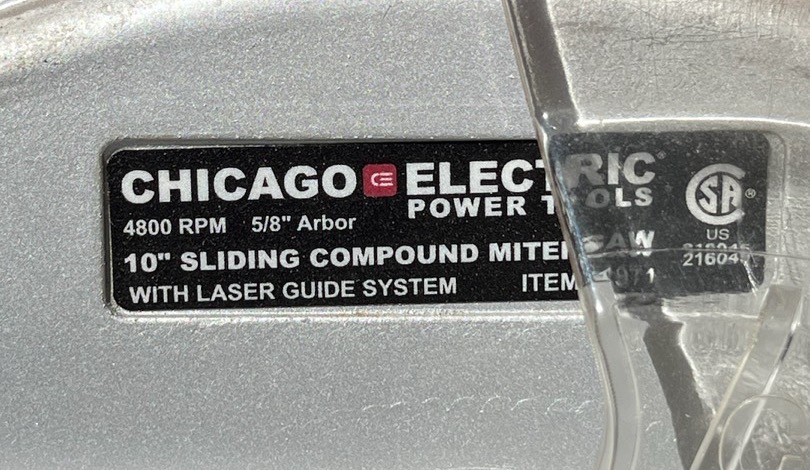 CHICAGO ELECTRIC®
POWER TOOLS
4800 RPM 5/8" Arbor
10" SLIDING COMPOUND MITER SAW
WITH LASER GUIDE SYSTEM ITEM
SA®
US